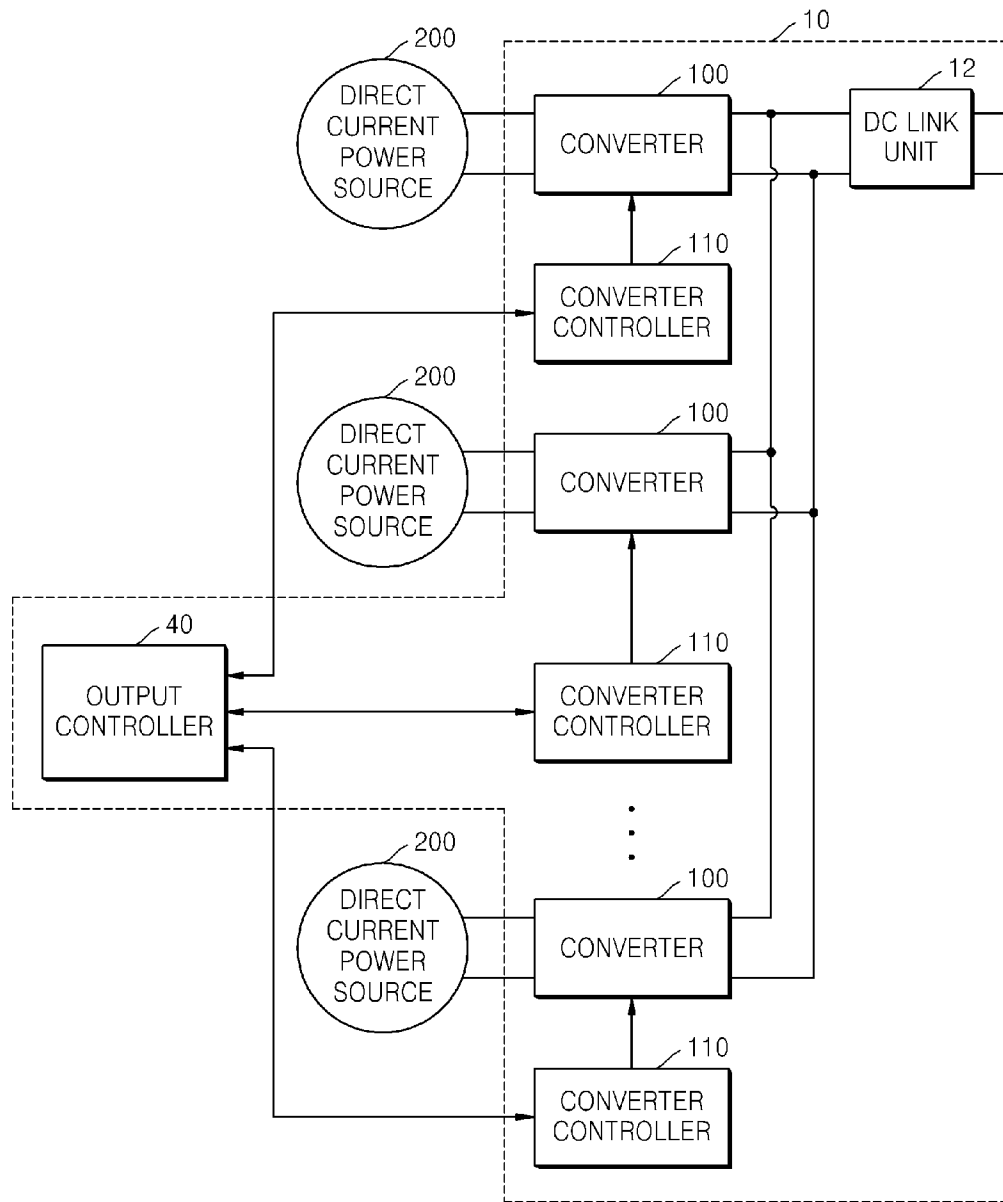 10
200
100
12
DIRECT
CURRENT
POWER
SOURCE
CONVERTER
DC LINK
UNIT
110
CONVERTER
CONTROLLER
200
100
DIRECT
CURRENT
POWER
SOURCE
CONVERTER
40
110
OUTPUT
CONTROLLER
CONVERTER
CONTROLLER
200
100
DIRECT
CURRENT
POWER
SOURCE
CONVERTER
110
CONVERTER
CONTROLLER